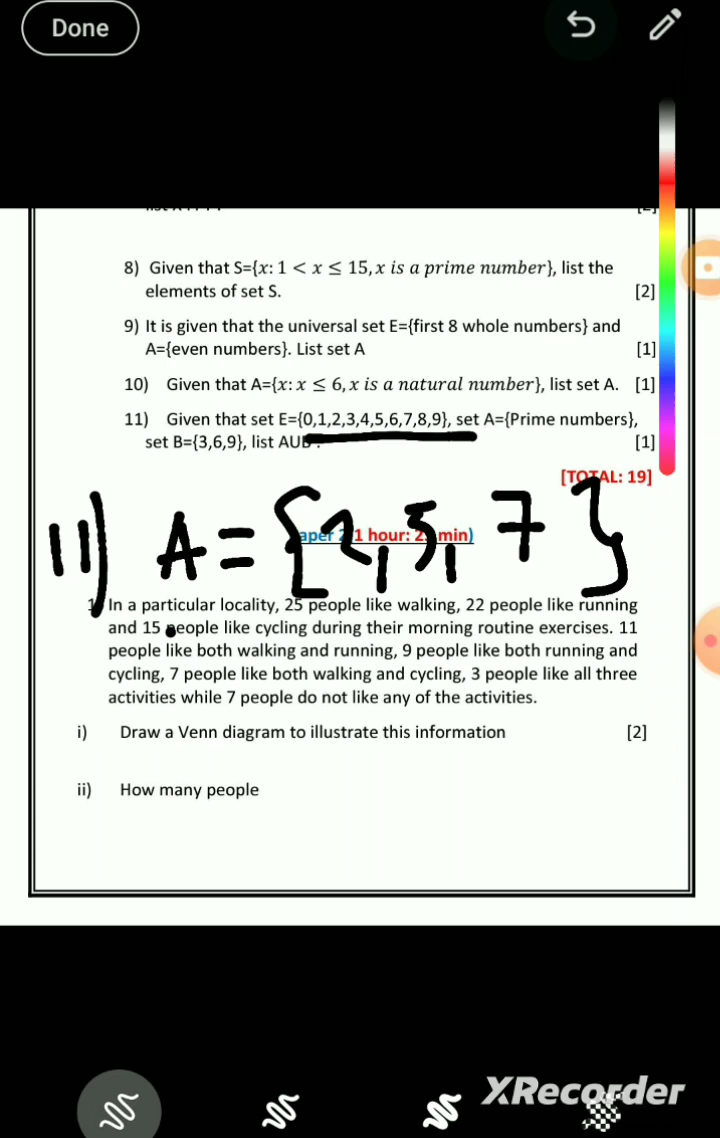 Done
8) Given that S={x: 1 < x ≤ 15, x is a prime number}, list the
elements of set S. [2]
9) It is given that the universal set E={first 8 whole numbers} and
A={even numbers}. List set A [1]
10) Given that A={x: x ≤ 6, x is a natural number}, list set A. [1]
11) Given that set E={0,1,2,3,4,5,6,7,8,9}, set A={Prime numbers},
set B={3,6,9}, list AUB. [1]
[TOTAL: 19]
11) A = {2, 5, 7 }
1 hour: min)
In a particular locality, 25 people like walking, 22 people like running
and 15 people like cycling during their morning routine exercises. 11
people like both walking and running, 9 people like both running and
cycling, 7 people like both walking and cycling, 3 people like all three
activities while 7 people do not like any of the activities.
i) Draw a Venn diagram to illustrate this information [2]
ii) How many people
XRecorder